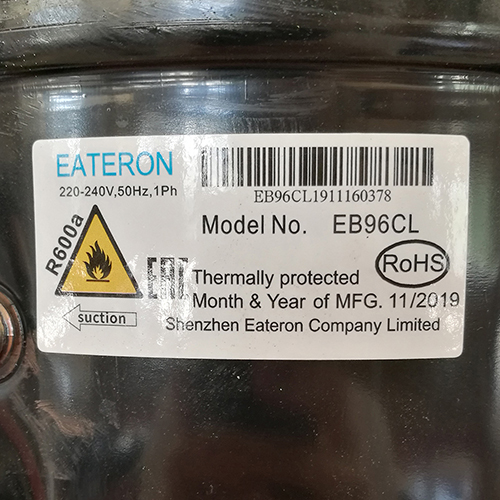 EATERON
220-240V,50Hz,1Ph
EB96CL1911160378
Model No. EB96CL
R600a
EAC
RoHS
Thermally protected
Month & Year of MFG. 11/2019
suction
Shenzhen Eateron Company Limited